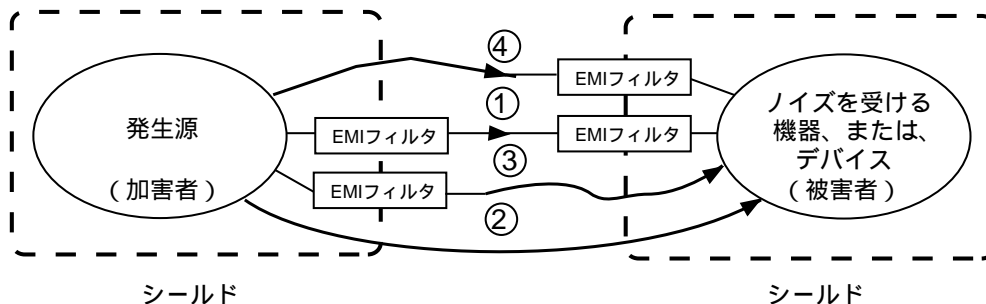 ④
EMIフィルタ
①
発生源
EMIフィルタ
EMIフィルタ
ノイズを受ける
機器、または、
デバイス
(加害者)
③
EMIフィルタ
(被害者)
②
シールド
シールド